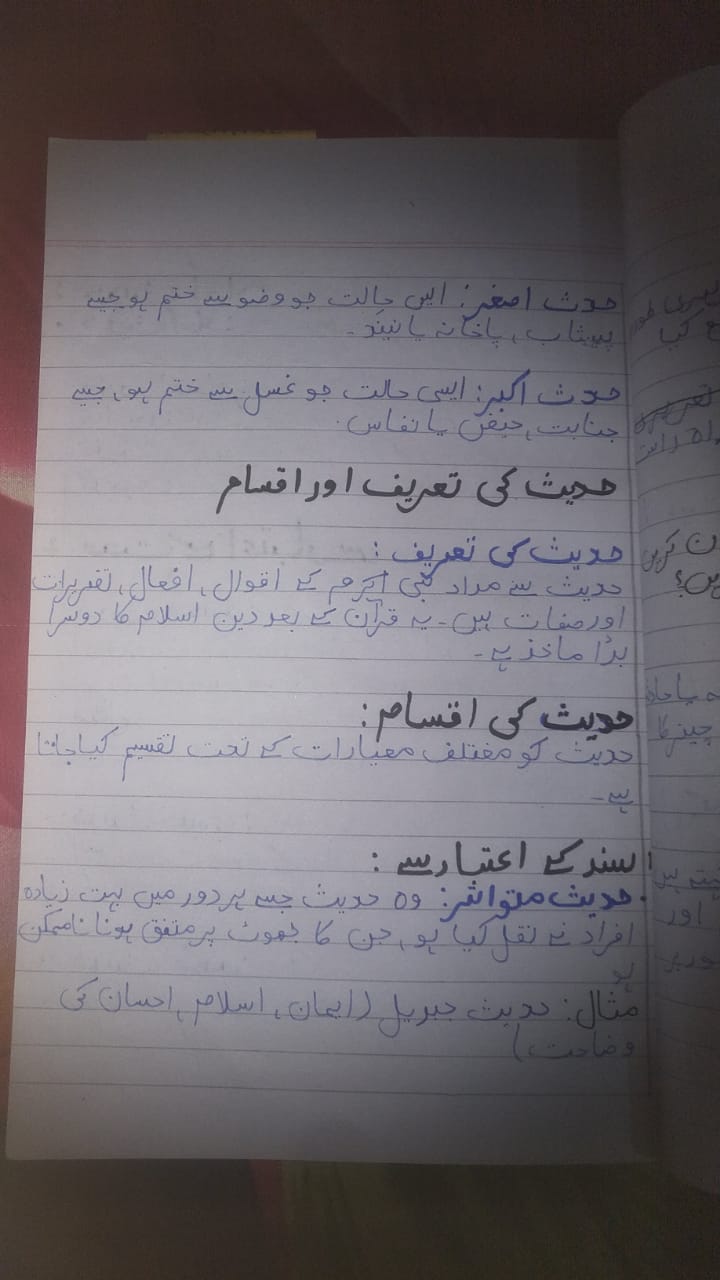 حدث اصغر: ایسی حالت جو وضو سے ختم ہو جیسے
پیشاب، پاخانہ یا نیند۔
حدث اکبر: ایسی حالت جو غسل سے ختم ہو، جیسے
جنابت، حیض یا نفاس۔
حدیث کی تعریف اور اقسام
حدیث کی تعریف:
حدیث سے مراد نبی اکرم کے اقوال، افعال، تقریرات
اور صفات ہیں۔ یہ قرآن کے بعد دین اسلام کا دوسرا
بڑا ماخذ ہے۔
حدیث کی اقسام:
حدیث کو مختلف معیارات کے تحت تقسیم کیا جاتا
ہے۔
سند کے اعتبار سے:
حدیث متواتر: وہ حدیث جسے ہر دور میں بہت زیادہ
افراد نے نقل کیا ہو، جن کا جھوٹ پر متفق ہونا ناممکن
ہو
مثال: حدیث جبریل (ایمان، اسلام، احسان کی
وضاحت)